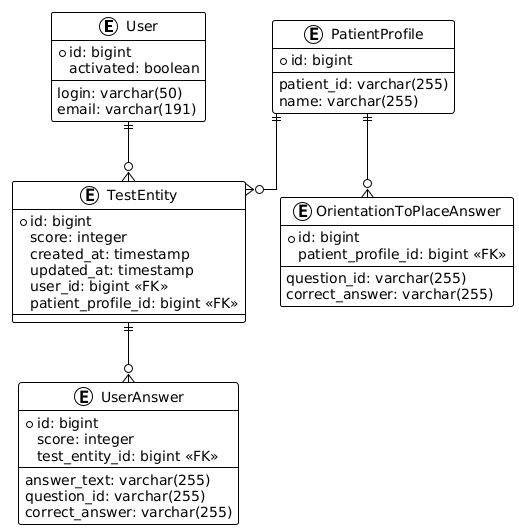 E User
id: bigint
activated: boolean
login: varchar(50)
email: varchar(191)
E PatientProfile
id: bigint
patient_id: varchar(255)
name: varchar(255)
E TestEntity
id: bigint
score: integer
created_at: timestamp
updated_at: timestamp
user_id: bigint «FK»
patient_profile_id: bigint «FK»
E OrientationToPlaceAnswer
id: bigint
patient_profile_id: bigint «FK»
question_id: varchar(255)
correct_answer: varchar(255)
E UserAnswer
id: bigint
score: integer
test_entity_id: bigint «FK»
answer_text: varchar(255)
question_id: varchar(255)
correct_answer: varchar(255)